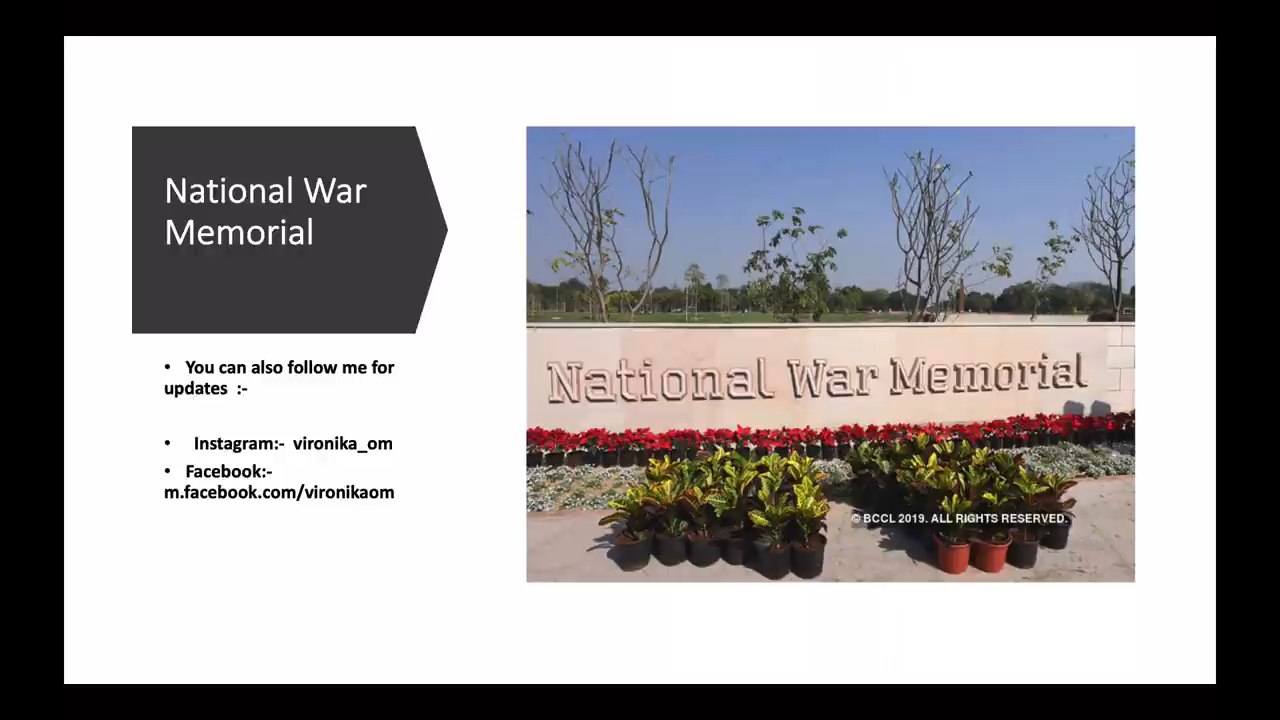 National War
Memorial
• You can also follow me for
updates :-
• Instagram:- vironika_om
• Facebook:-
m.facebook.com/vironikaom
National War Memorial
© BCCL 2019. ALL RIGHTS RESERVED.